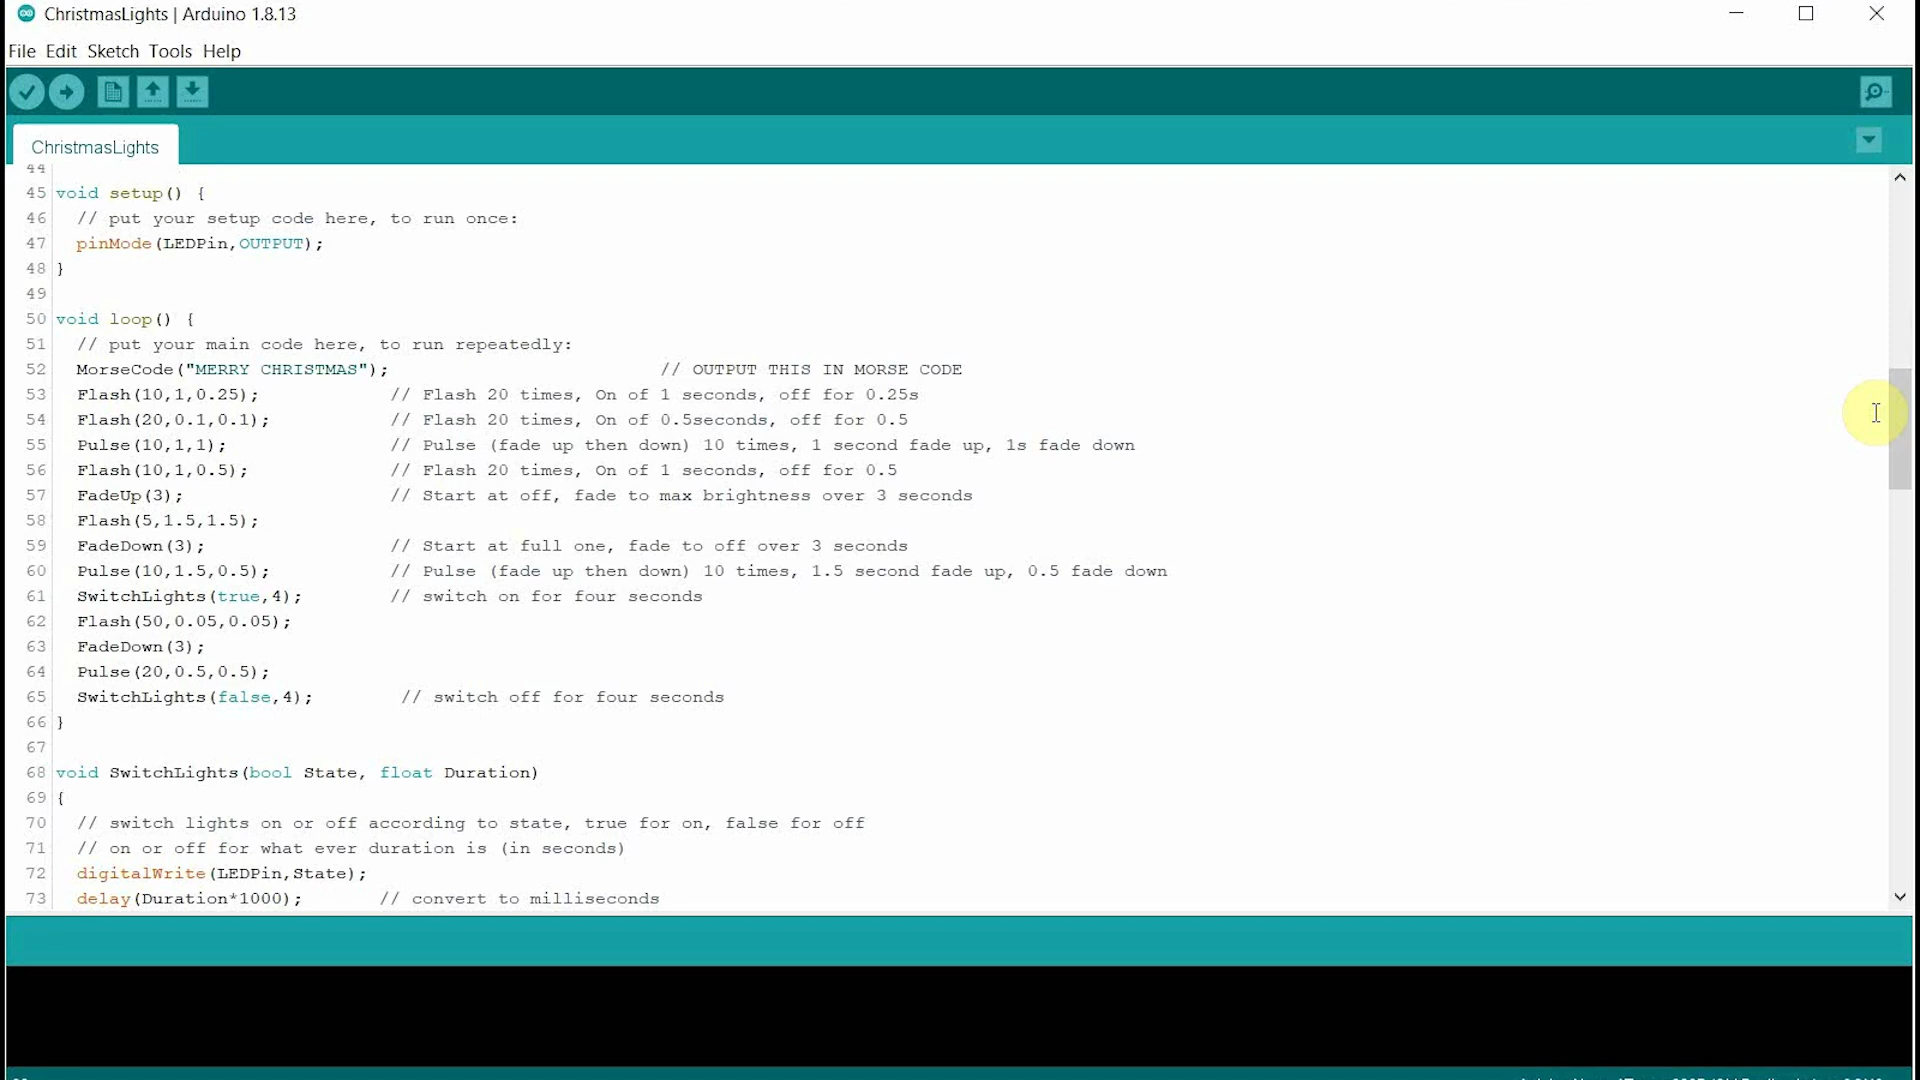 ChristmasLights | Arduino 1.8.13
File Edit Sketch Tools Help
ChristmasLights
44
45 void setup() {
46 // put your setup code here, to run once:
47 pinMode(LEDPin,OUTPUT);
48 }
49
50 void loop() {
51 // put your main code here, to run repeatedly:
52 MorseCode("MERRY CHRISTMAS"); // OUTPUT THIS IN MORSE CODE
53 Flash(10,1,0.25); // Flash 20 times, On of 1 seconds, off for 0.25s
54 Flash(20,0.1,0.1); // Flash 20 times, On of 0.5seconds, off for 0.5
55 Pulse(10,1,1); // Pulse (fade up then down) 10 times, 1 second fade up, 1s fade down
56 Flash(10,1,0.5); // Flash 20 times, On of 1 seconds, off for 0.5
57 FadeUp(3); // Start at off, fade to max brightness over 3 seconds
58 Flash(5,1.5,1.5);
59 FadeDown(3); // Start at full one, fade to off over 3 seconds
60 Pulse(10,1.5,0.5); // Pulse (fade up then down) 10 times, 1.5 second fade up, 0.5 fade down
61 SwitchLights(true,4); // switch on for four seconds
62 Flash(50,0.05,0.05);
63 FadeDown(3);
64 Pulse(20,0.5,0.5);
65 SwitchLights(false,4); // switch off for four seconds
66 }
67
68 void SwitchLights(bool State, float Duration)
69 {
70 // switch lights on or off according to state, true for on, false for off
71 // on or off for what ever duration is (in seconds)
72 digitalWrite(LEDPin,State);
73 delay(Duration*1000); // convert to milliseconds